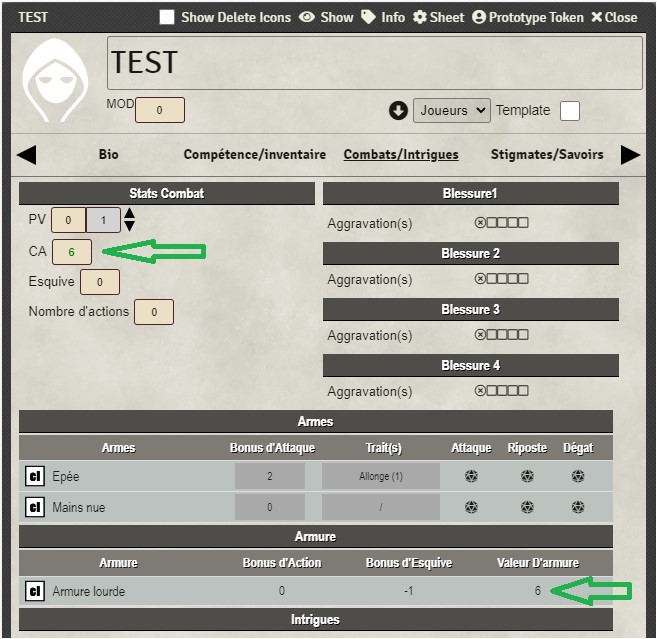 TEST Show Delete Icons Show Info Sheet Prototype Token Close
TEST
MOD 0 Joueurs Template
Bio Compétence/inventaire Combats/Intrigues Stigmates/Savoirs
Stats Combat
PV 0 1
CA 6
Esquive 0
Nombre d'actions 0
Blessure1
Aggravation(s)
Blessure 2
Aggravation(s)
Blessure 3
Aggravation(s)
Blessure 4
Aggravation(s)
Armes
Armes Bonus d'Attaque Trait(s) Attaque Riposte Dégat
cl Epée 2 Allonge (1)
cl Mains nue 0 /
Armure
Armure Bonus d'Action Bonus d'Esquive Valeur D'armure
cl Armure lourde 0 -1 6
Intrigues